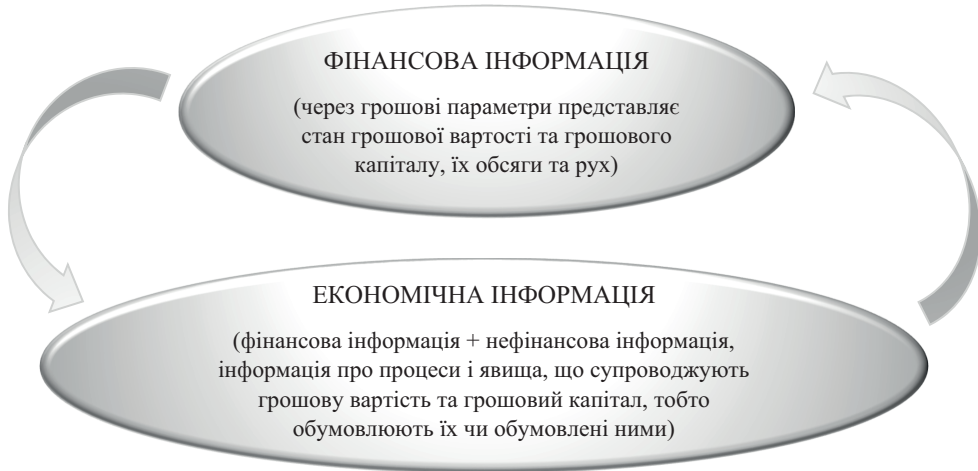 ФІНАНСОВА ІНФОРМАЦІЯ
(через грошові параметри представляє
стан грошової вартості та грошового
капіталу, їх обсяги та рух)
ЕКОНОМІЧНА ІНФОРМАЦІЯ
(фінансова інформація + нефінансова інформація,
інформація про процеси і явища, що супроводжують
грошову вартість та грошовий капітал, тобто
обумовлюють їх чи обумовлені ними)